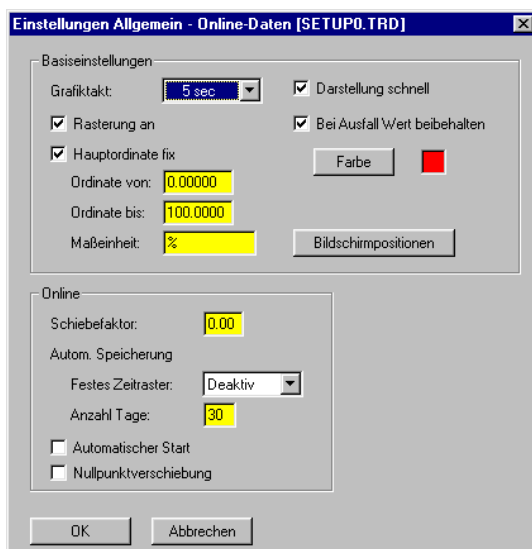 Einstellungen Allgemein - Online-Daten [SETUP0.TRD]
Basiseinstellungen
Grafiktakt: 5 sec
Darstellung schnell
Rasterung an
Bei Ausfall Wert beibehalten
Hauptordinate fix
Farbe
Ordinate von: 0.00000
Ordinate bis: 100.0000
Maßeinheit: %
Bildschirmpositionen
Online
Schiebefaktor: 0.00
Autom. Speicherung
Festes Zeitraster: Deaktiv
Anzahl Tage: 30
Automatischer Start
Nullpunktverschiebung
OK
Abbrechen